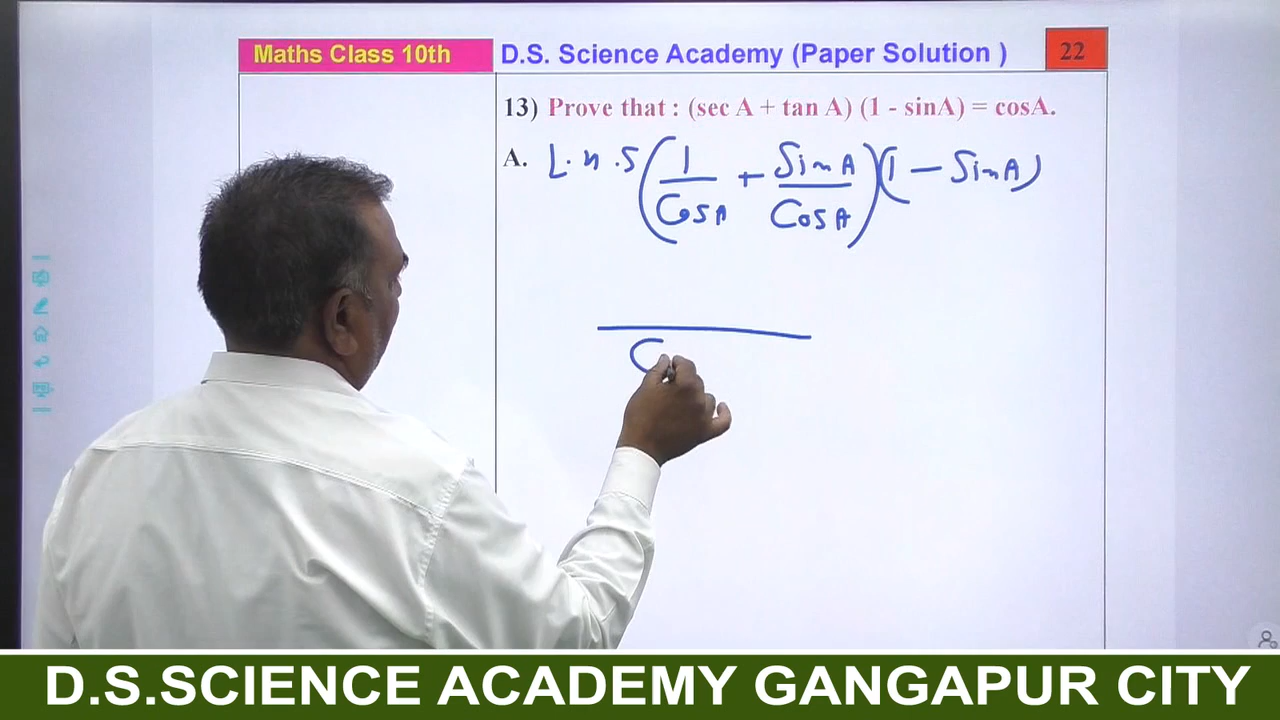 Maths Class 10th
D.S. Science Academy (Paper Solution )
22
13) Prove that : (sec A + tan A) (1 - sinA) = cosA.
A. L.H.S (1/CosA + SinA/CosA)(1 - SinA)
C
D.S.SCIENCE ACADEMY GANGAPUR CITY